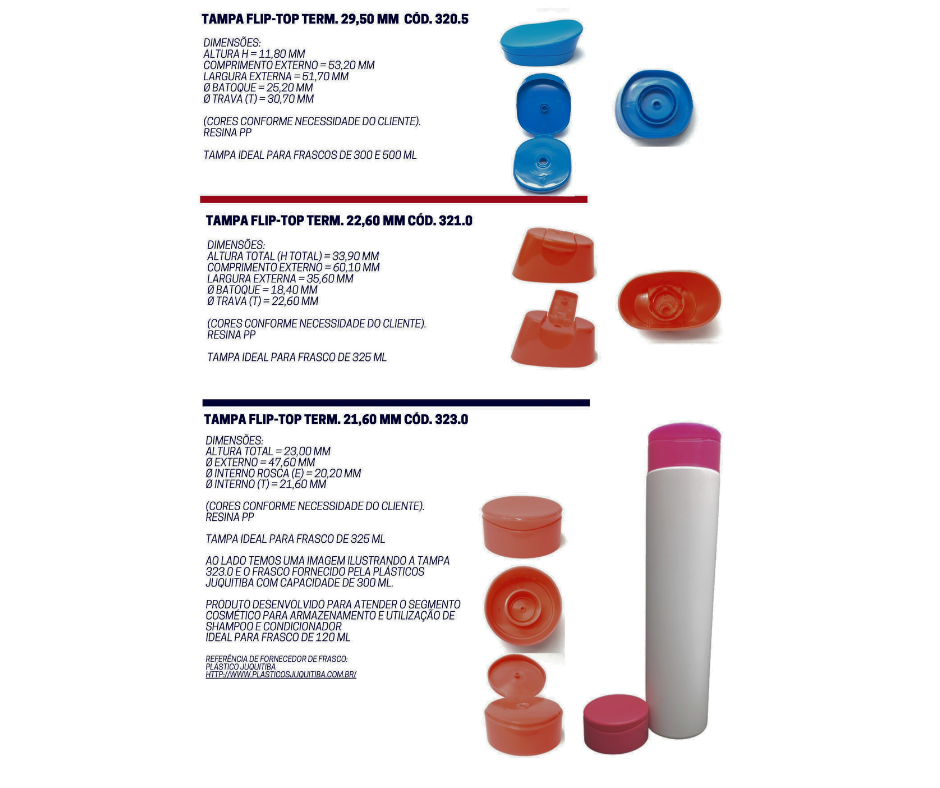 TAMPA FLIP-TOP TERM. 29,50 MM CÓD. 320.5
DIMENSÕES:
ALTURA H = 11,80 MM
COMPRIMENTO EXTERNO = 53,20 MM
LARGURA EXTERNA = 51,70 MM
Ø BATOQUE = 25,20 MM
Ø TRAVA (T) = 30,70 MM
(CORES CONFORME NECESSIDADE DO CLIENTE).
RESINA PP
TAMPA IDEAL PARA FRASCOS DE 300 E 500 ML
TAMPA FLIP-TOP TERM. 22,60 MM CÓD. 321.0
DIMENSÕES:
ALTURA TOTAL (H TOTAL) = 33,90 MM
COMPRIMENTO EXTERNO = 60,10 MM
LARGURA EXTERNA = 35,60 MM
Ø BATOQUE = 18,40 MM
Ø TRAVA (T) = 22,60 MM
(CORES CONFORME NECESSIDADE DO CLIENTE).
RESINA PP
TAMPA IDEAL PARA FRASCO DE 325 ML
TAMPA FLIP-TOP TERM. 21,60 MM CÓD. 323.0
DIMENSÕES:
ALTURA TOTAL = 23,00 MM
Ø EXTERNO = 47,60 MM
Ø INTERNO ROSCA (E) = 20,20 MM
Ø INTERNO (T) = 21,60 MM
(CORES CONFORME NECESSIDADE DO CLIENTE).
RESINA PP
TAMPA IDEAL PARA FRASCO DE 325 ML
AO LADO TEMOS UMA IMAGEM ILUSTRANDO A TAMPA
323.0 E O FRASCO FORNECIDO PELA PLÁSTICOS
JUQUITIBA COM CAPACIDADE DE 300 ML.
PRODUTO DESENVOLVIDO PARA ATENDER O SEGMENTO
COSMÉTICO PARA ARMAZENAMENTO E UTILIZAÇÃO DE
SHAMPOO E CONDICIONADOR
IDEAL PARA FRASCO DE 120 ML
REFERÊNCIA DE FORNECEDOR DE FRASCO:
PLASTICO JUQUITIBA
HTTP://WWW.PLASTICOSJUQUITIBA.COM.BR/